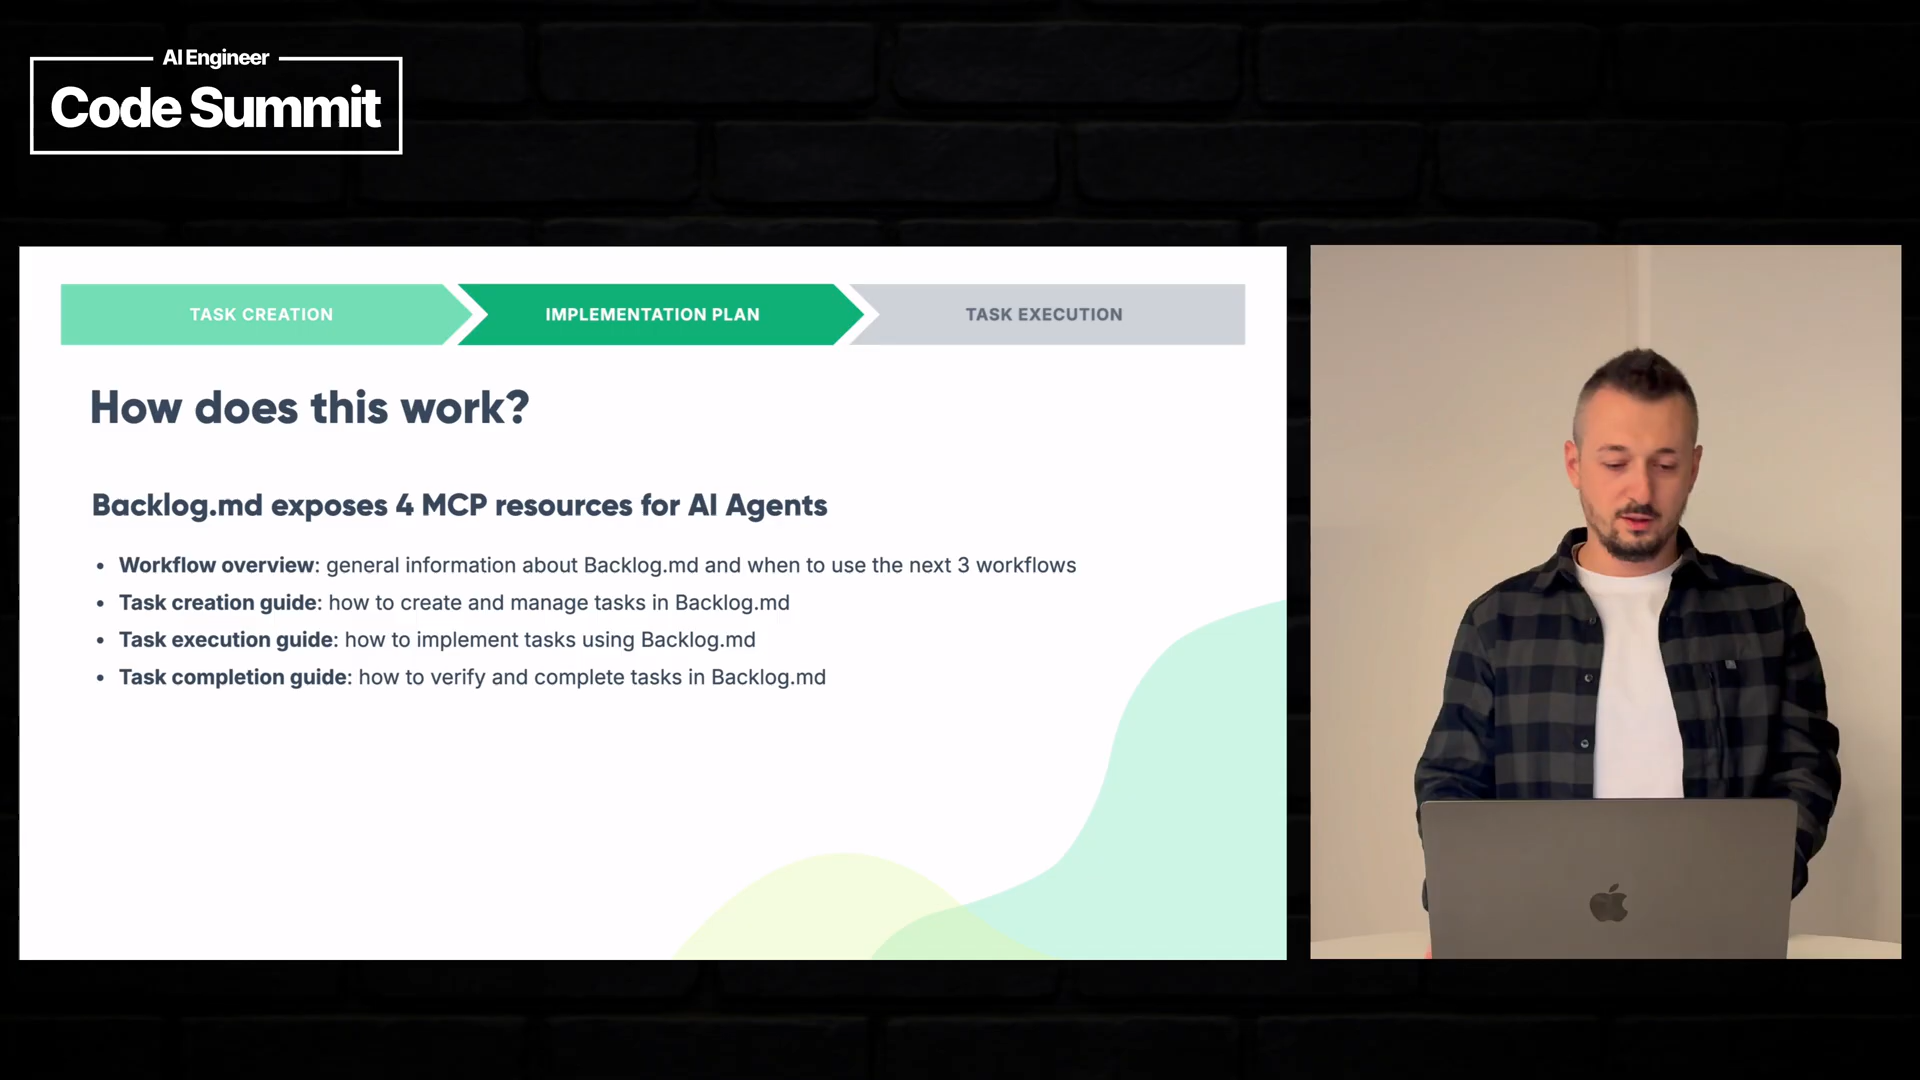 AI Engineer
Code Summit
TASK CREATION
IMPLEMENTATION PLAN
TASK EXECUTION
How does this work?
Backlog.md exposes 4 MCP resources for AI Agents
• Workflow overview: general information about Backlog.md and when to use the next 3 workflows
• Task creation guide: how to create and manage tasks in Backlog.md
• Task execution guide: how to implement tasks using Backlog.md
• Task completion guide: how to verify and complete tasks in Backlog.md